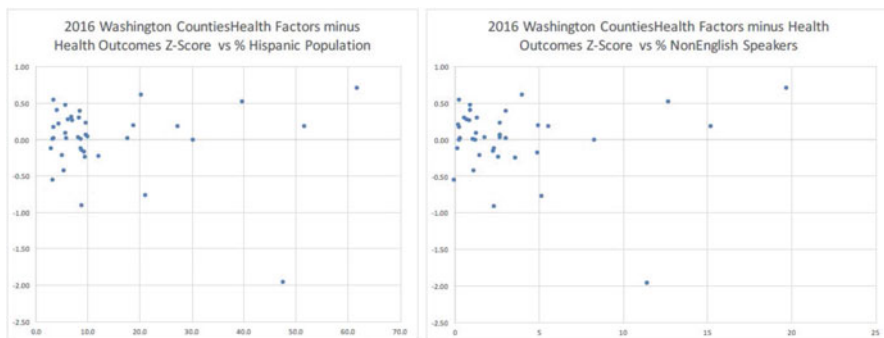 2016 Washington CountiesHealth Factors minus
Health Outcomes Z-Score vs % Hispanic Population
1.00
0.50
0.00
-0.50
-1.00
-1.50
-2.00
-2.50
0.0 10.0 20.0 30.0 40.0 50.0 60.0 70.0
2016 Washington CountiesHealth Factors minus Health
Outcomes Z-Score vs % NonEnglish Speakers
1.00
0.50
0.00
-0.50
-1.00
-1.50
-2.00
-2.50
0 5 10 15 20 25